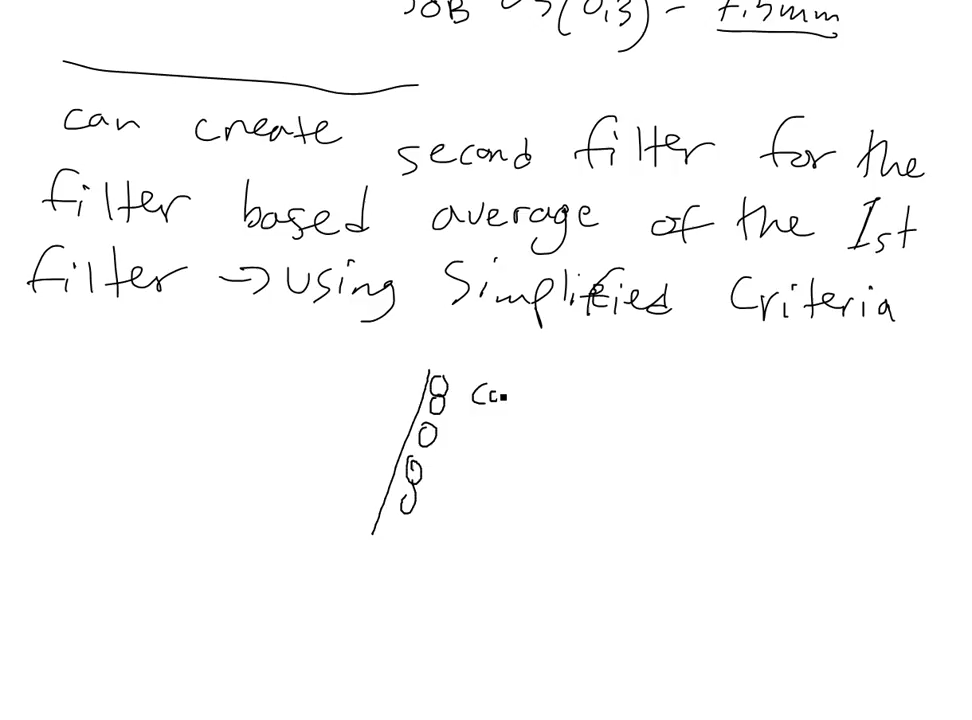 can create second filter for the
filter based average of the 1st
filter → using simplified criteria